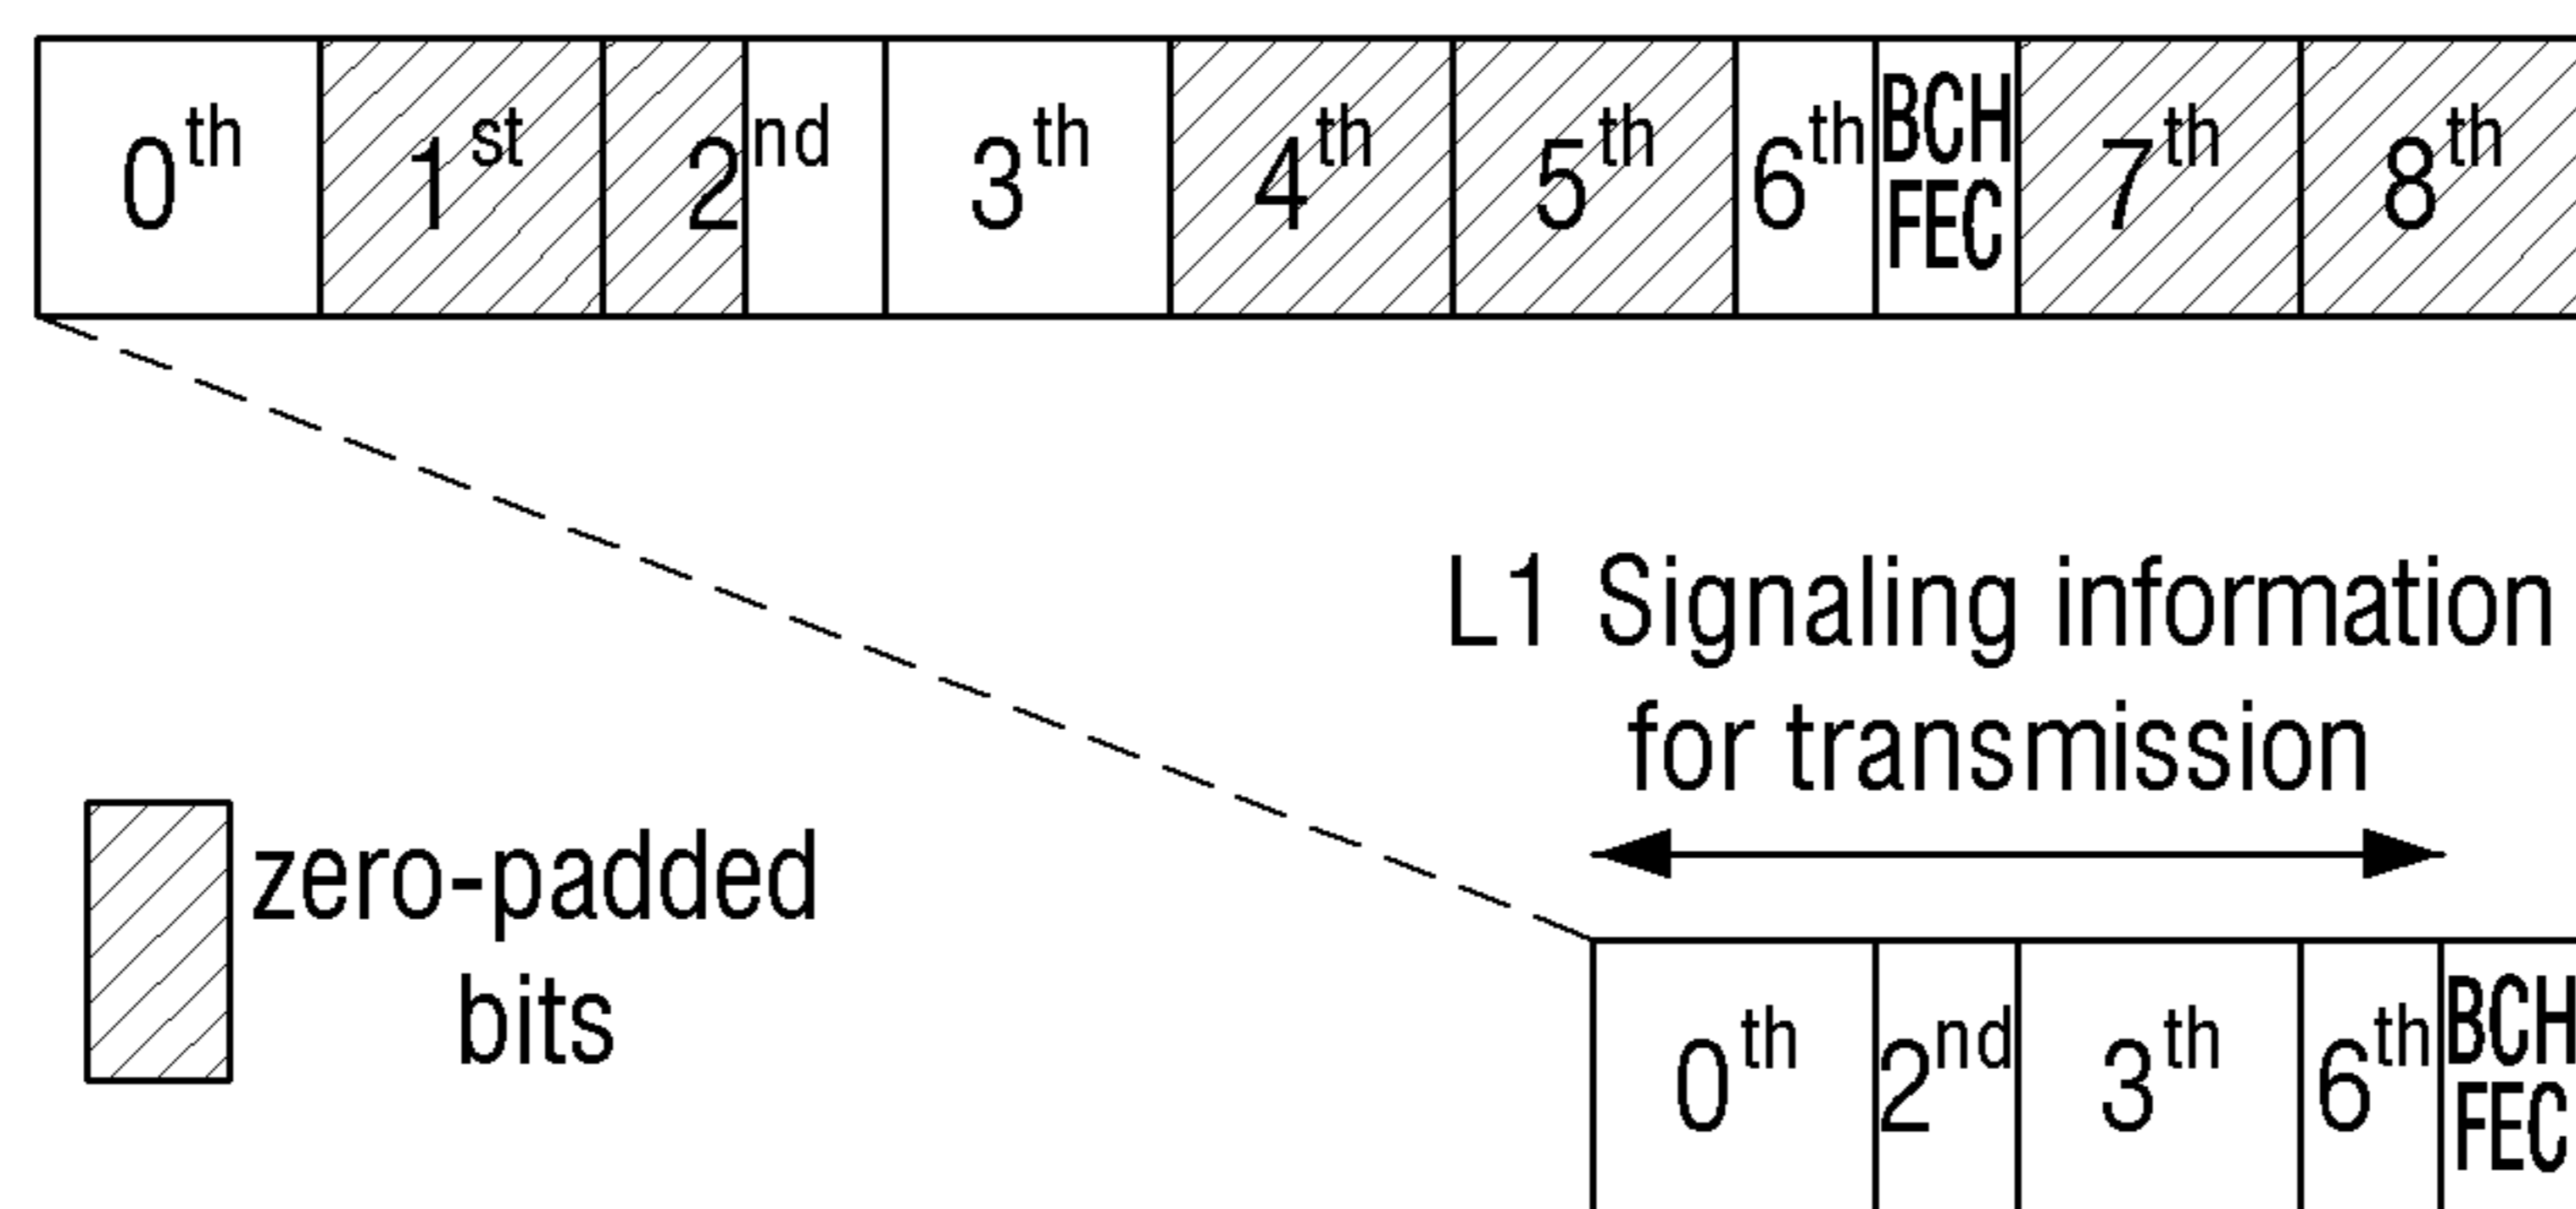 0th 1st 2nd 3th 4th 5th 6th BCH FEC 7th 8th
L1 Signaling information
for transmission
zero-padded
bits
0th 2nd 3th 6th BCH FEC